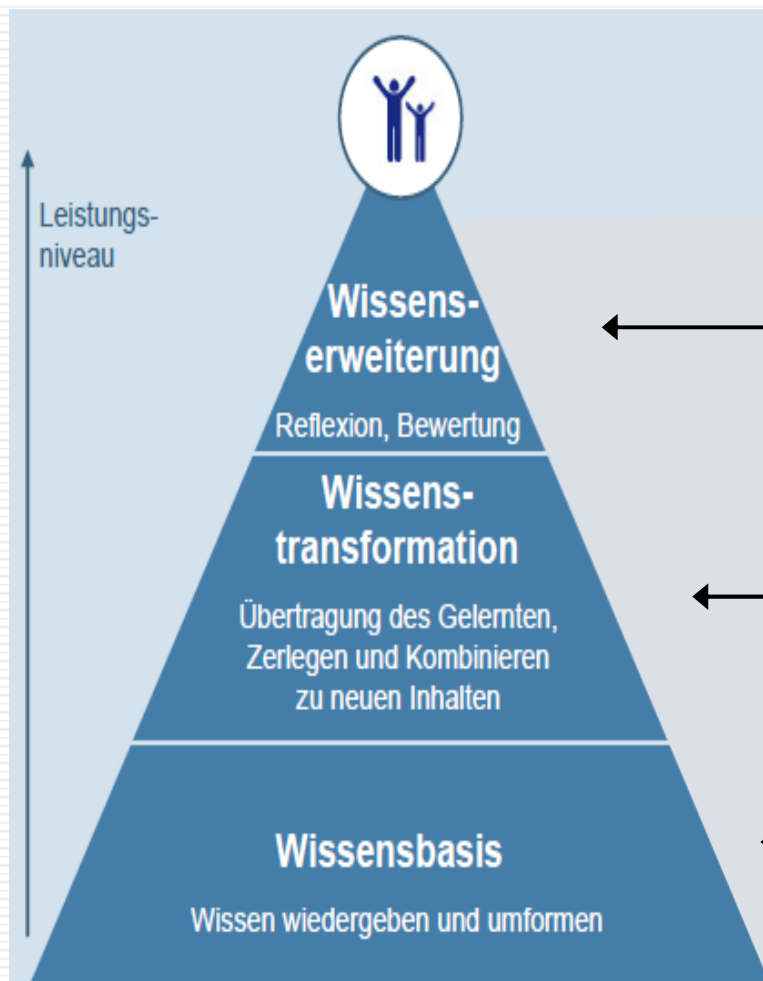 Leistungs-
niveau
Wissens-
erweiterung
Reflexion, Bewertung
Wissens-
transformation
Übertragung des Gelernten,
Zerlegen und Kombinieren
zu neuen Inhalten
Wissensbasis
Wissen wiedergeben und umformen